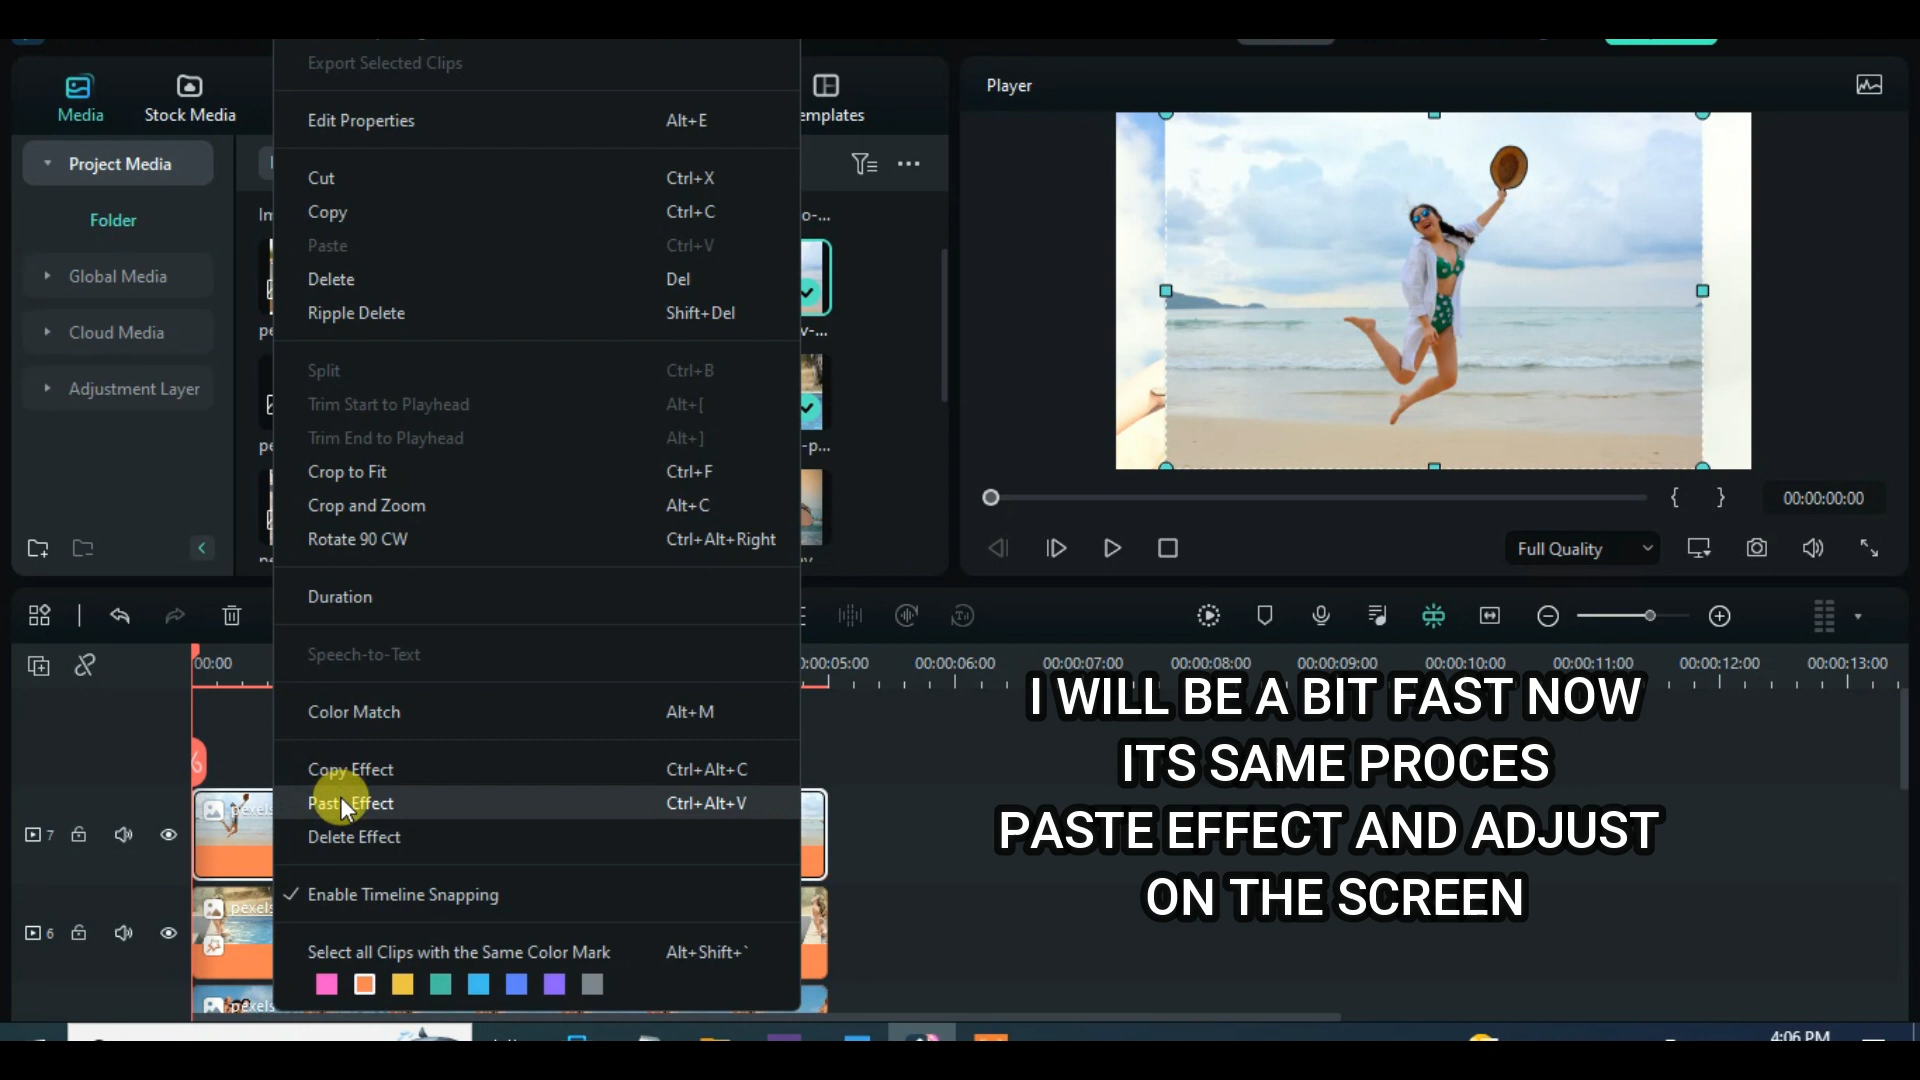 Export Selected Clips
Media
Stock Media
emplates
Player
Edit Properties Alt+E
Project Media
Cut Ctrl+X
Copy Ctrl+C
Folder
Paste Ctrl+V
Global Media
Delete Del
Ripple Delete Shift+Del
Cloud Media
Split Ctrl+B
Adjustment Layer
Trim Start to Playhead Alt+[
Trim End to Playhead Alt+]
Crop to Fit Ctrl+F
Crop and Zoom Alt+C
00:00:00:00
Rotate 90 CW Ctrl+Alt+Right
Full Quality
Duration
Speech-to-Text
00:00
0:00:05:00 00:00:06:00 00:00:07:00 00:00:08:00 00:00:09:00 00:00:10:00 00:00:11:00 00:00:12:00 00:00:13:00
I WILL BE A BIT FAST NOW
ITS SAME PROCES
PASTE EFFECT AND ADJUST
ON THE SCREEN
Color Match Alt+M
Copy Effect Ctrl+Alt+C
Paste Effect Ctrl+Alt+V
pexels
7
Delete Effect
Enable Timeline Snapping
pexels
6
Select all Clips with the Same Color Mark Alt+Shift+`
pexels
4:06 PM